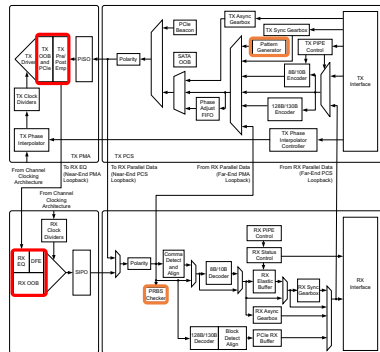 TX Async
Gearbox
TX Sync Gearbox
PCIe
Beacon
Pattern
Generator
TX PIPE
Control
TX
Driver
TX
OOB
and
PCIe
TX
Pre/
Post
Emp
PISO
Polarity
SATA
OOB
8B/10B
Encoder
TX
Interface
TX Clock
Dividers
Phase
Adjust
FIFO
128B/130B
Encoder
TX Phase
Interpolator
TX Phase
Interpolator
Controller
TX PMA
TX PCS
From Channel
Clocking
Architecture
To RX EQ
(Near-End PMA
Loopback)
To RX Parallel Data
(Near-End PCS
Loopback)
From RX Parallel Data
(Far-End PMA
Loopback)
From RX Parallel Data
(Far-End PCS
Loopback)
From Channel
Clocking
Architecture
RX
Clock
Dividers
RX PIPE
Control
RX Status
Control
RX
EQ
DFE
RX OOB
SIPO
Polarity
Comma
Detect
and
Align
8B/10B
Decoder
RX
Elastic
Buffer
RX Sync
Gearbox
RX
Interface
PRBS
Checker
RX Async
Gearbox
128B/130B
Decoder
Block
Detect
Align
PCIe RX
Buffer
RX PMA
RX PCS